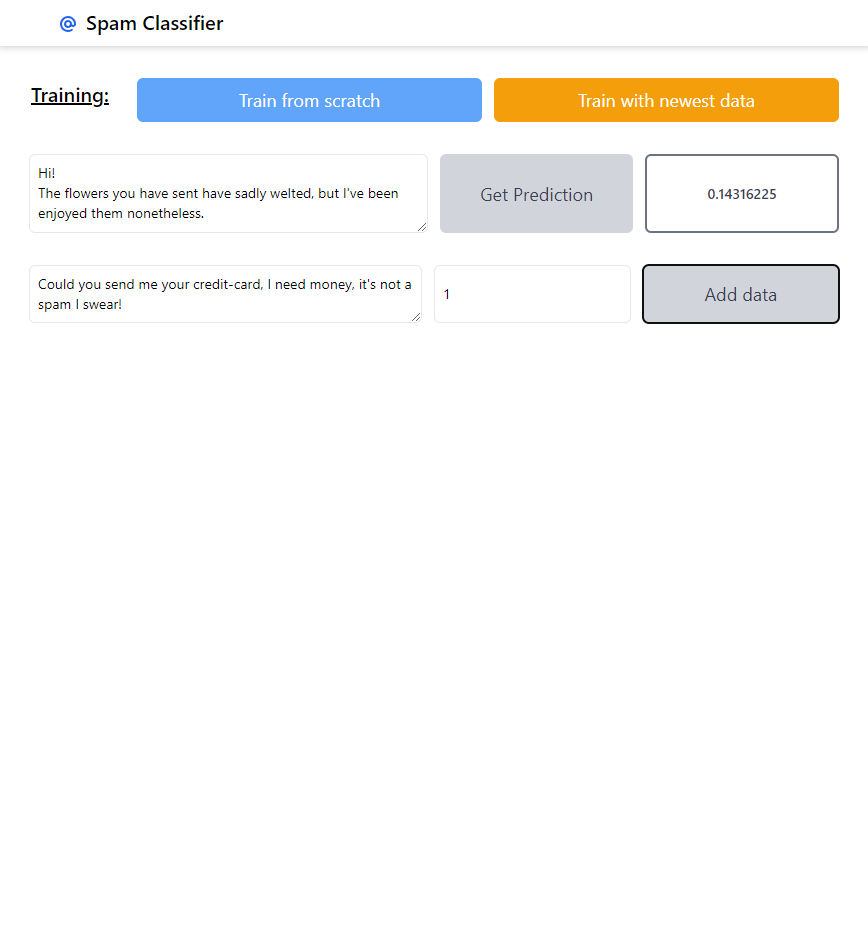 Spam Classifier
Training:
Train from scratch
Train with newest data
Hi!
The flowers you have sent have sadly welted, but I've been
enjoyed them nonetheless.
Get Prediction
0.14316225
Could you send me your credit-card, I need money, it's not a
spam I swear!
1
Add data